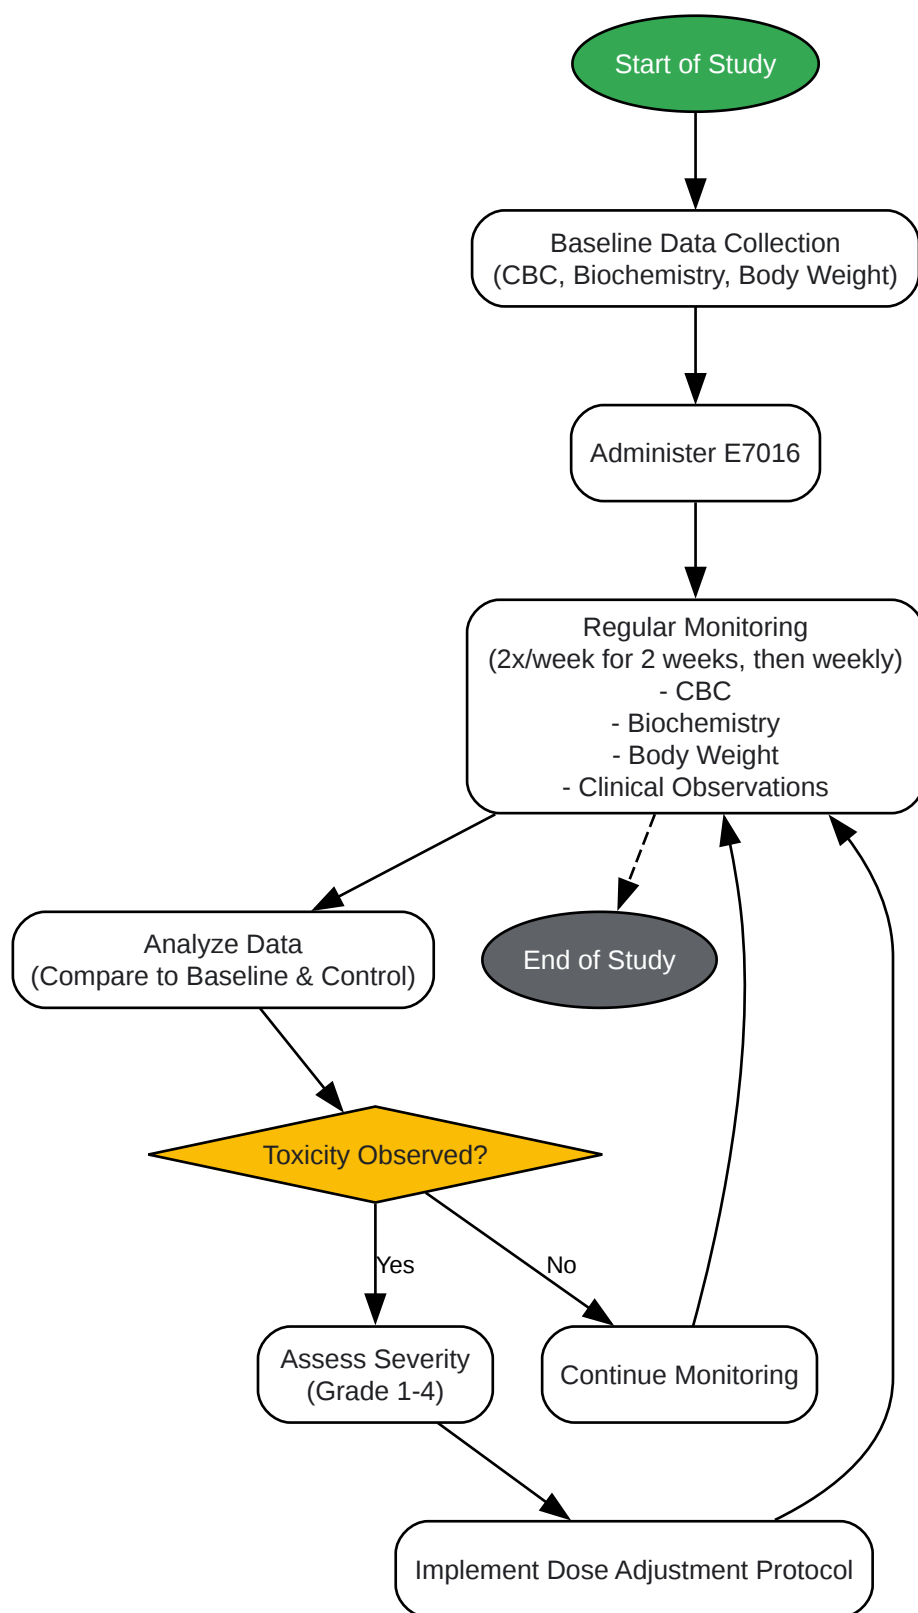 Start of Study
Baseline Data Collection
(CBC, Biochemistry, Body Weight)
Administer E7016
Regular Monitoring
(2x/week for 2 weeks, then weekly)
- CBC
- Biochemistry
- Body Weight
- Clinical Observations
Analyze Data
(Compare to Baseline & Control)
End of Study
Toxicity Observed?
Yes
No
Assess Severity
(Grade 1-4)
Continue Monitoring
Implement Dose Adjustment Protocol